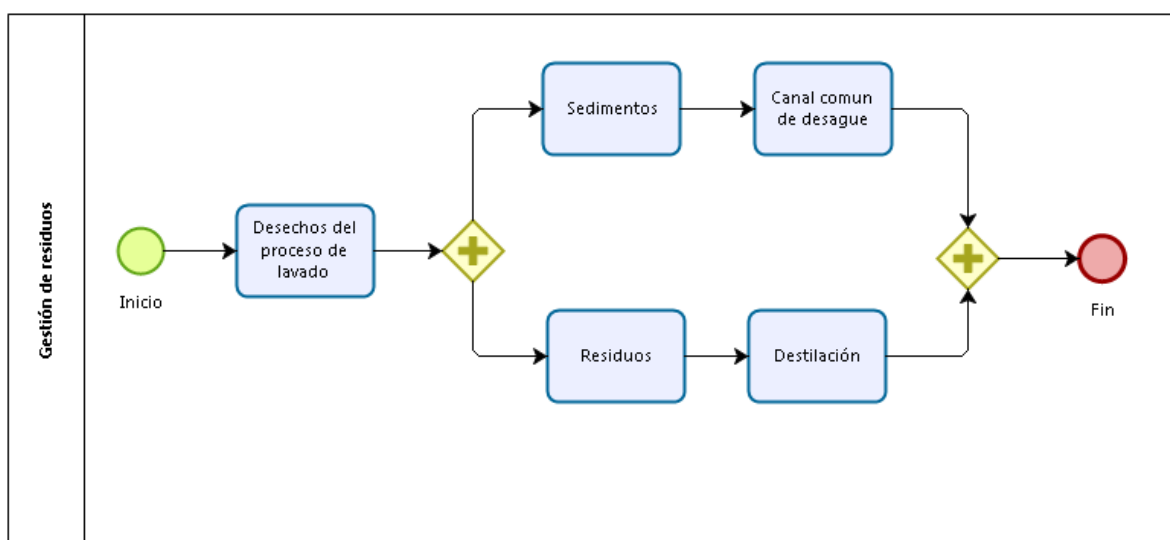 Gestión de residuos
Inicio
Desechos del
proceso de
lavado
Sedimentos
Canal comun
de desague
Residuos
Destilación
Fin